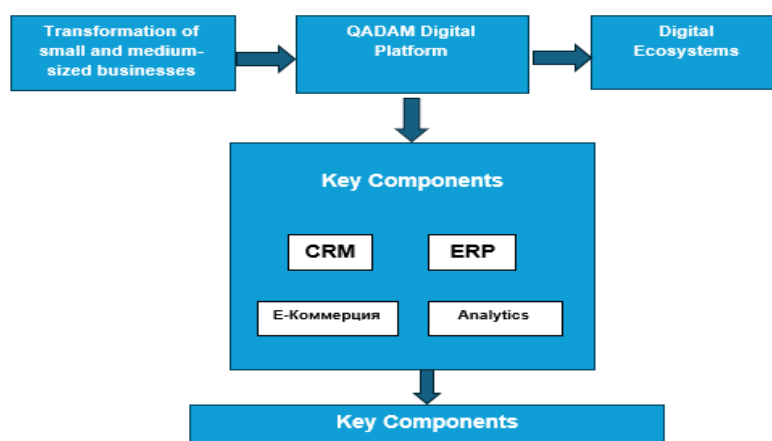 Transformation of
small and medium-
sized businesses
QADAM Digital
Platform
Digital
Ecosystems
Key Components
CRM
ERP
Е-Коммерция
Analytics
Key Components